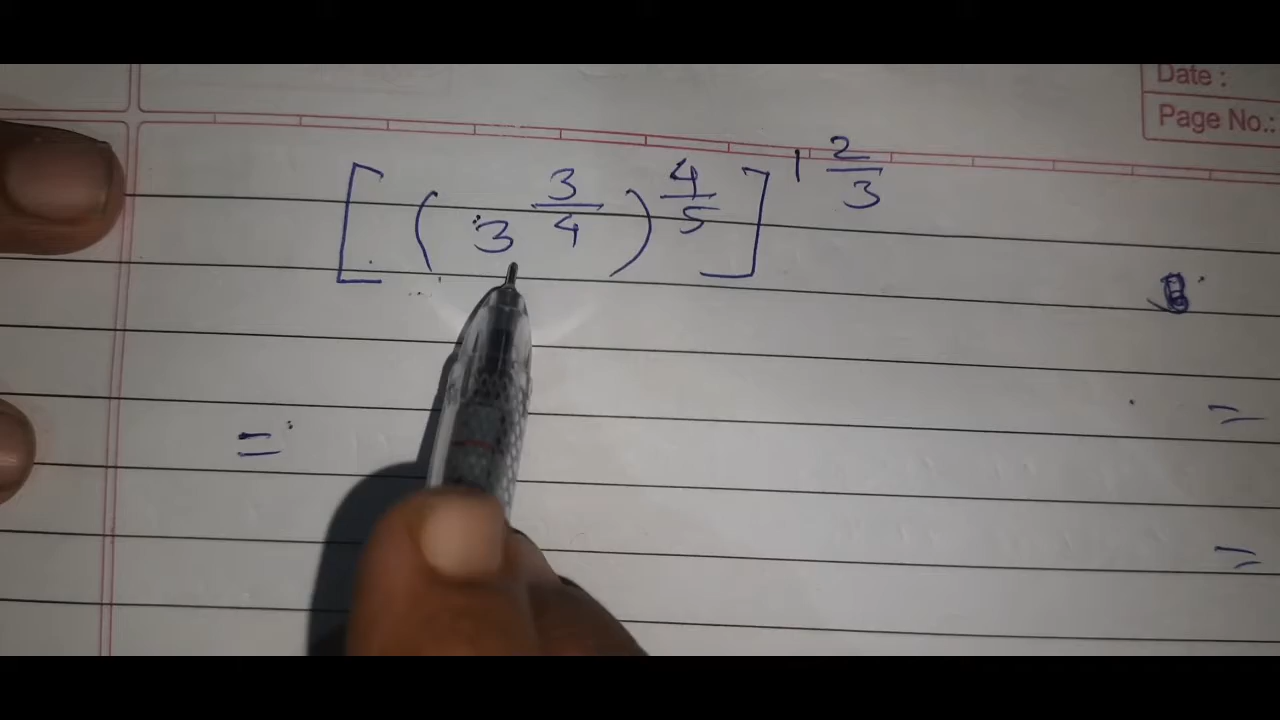 Date :
Page No.:
[(3^{3/4})^{4/5}]^{1 2/3}
=
=
=